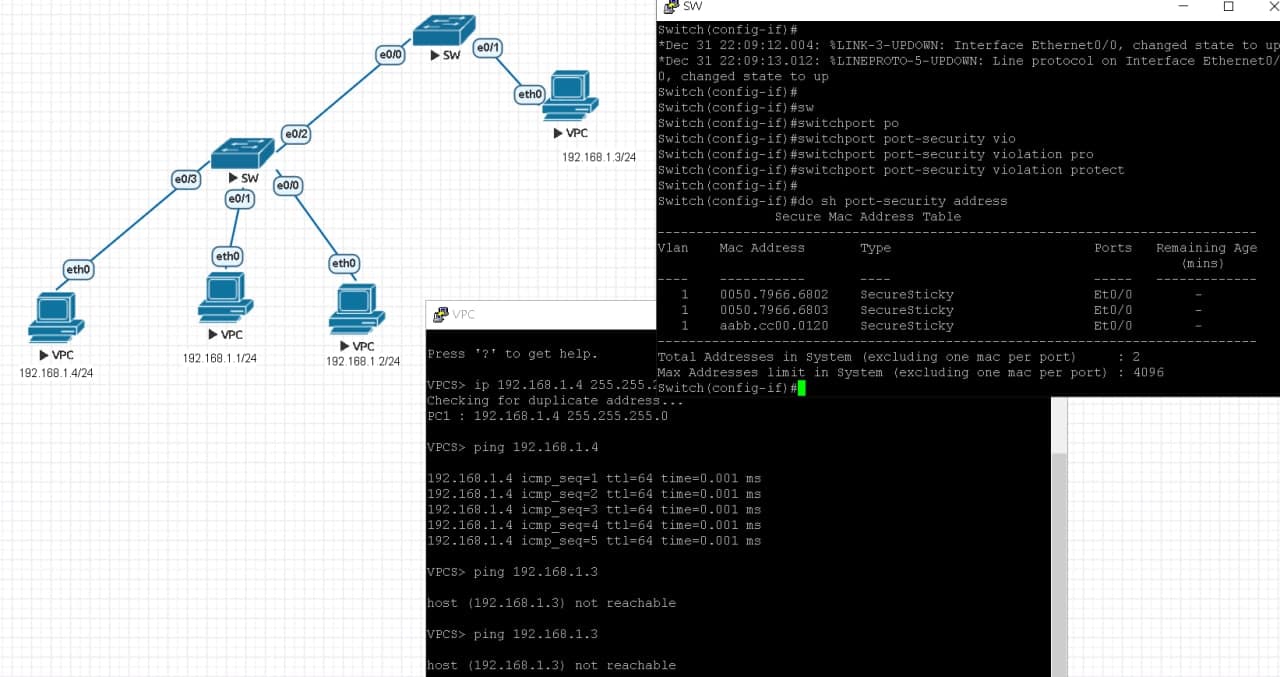 SW
e0/0
e0/1
SW
eth0
VPC
192.168.1.3/24
e0/2
SW
e0/3
e0/0
e0/1
eth0
eth0
eth0
VPC
192.168.1.4/24
VPC
192.168.1.1/24
VPC
192.168.1.2/24
Switch(config-if)#
*Dec 31 22:09:12.004: %LINK-3-UPDOWN: Interface Ethernet0/0, changed state to up
*Dec 31 22:09:13.012: %LINEPROTO-5-UPDOWN: Line protocol on Interface Ethernet0/
0, changed state to up
Switch(config-if)#
Switch(config-if)#sw
Switch(config-if)#switchport po
Switch(config-if)#switchport port-security vio
Switch(config-if)#switchport port-security violation pro
Switch(config-if)#switchport port-security violation protect
Switch(config-if)#
Switch(config-if)#do sh port-security address
Secure Mac Address Table
-----------------------------------------------------------------------------
Vlan Mac Address Type Ports Remaining Age
(mins)
---- ----------- ---- ----- -------------
1 0050.7966.6802 SecureSticky Et0/0 -
1 0050.7966.6803 SecureSticky Et0/0 -
1 aabb.cc00.0120 SecureSticky Et0/0 -
-----------------------------------------------------------------------------
Total Addresses in System (excluding one mac per port) : 2
Max Addresses limit in System (excluding one mac per port) : 4096
Switch(config-if)#
VPC
Press '?' to get help.
VPCS> ip 192.168.1.4 255.255.2
Checking for duplicate address...
PC1 : 192.168.1.4 255.255.255.0
VPCS> ping 192.168.1.4
192.168.1.4 icmp_seq=1 ttl=64 time=0.001 ms
192.168.1.4 icmp_seq=2 ttl=64 time=0.001 ms
192.168.1.4 icmp_seq=3 ttl=64 time=0.001 ms
192.168.1.4 icmp_seq=4 ttl=64 time=0.001 ms
192.168.1.4 icmp_seq=5 ttl=64 time=0.001 ms
VPCS> ping 192.168.1.3
host (192.168.1.3) not reachable
VPCS> ping 192.168.1.3
host (192.168.1.3) not reachable